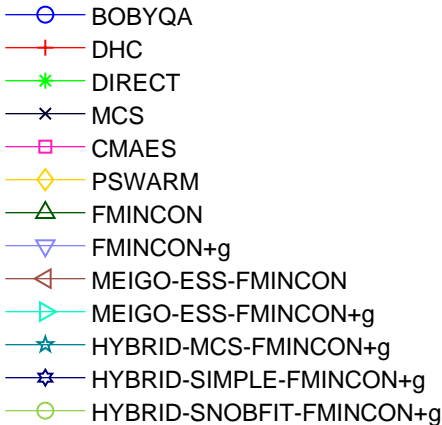 BOBYQA
DHC
DIRECT
MCS
CMAES
PSWARM
FMINCON
FMINCON+g
MEIGO-ESS-FMINCON
MEIGO-ESS-FMINCON+g
HYBRID-MCS-FMINCON+g
HYBRID-SIMPLE-FMINCON+g
HYBRID-SNOBFIT-FMINCON+g